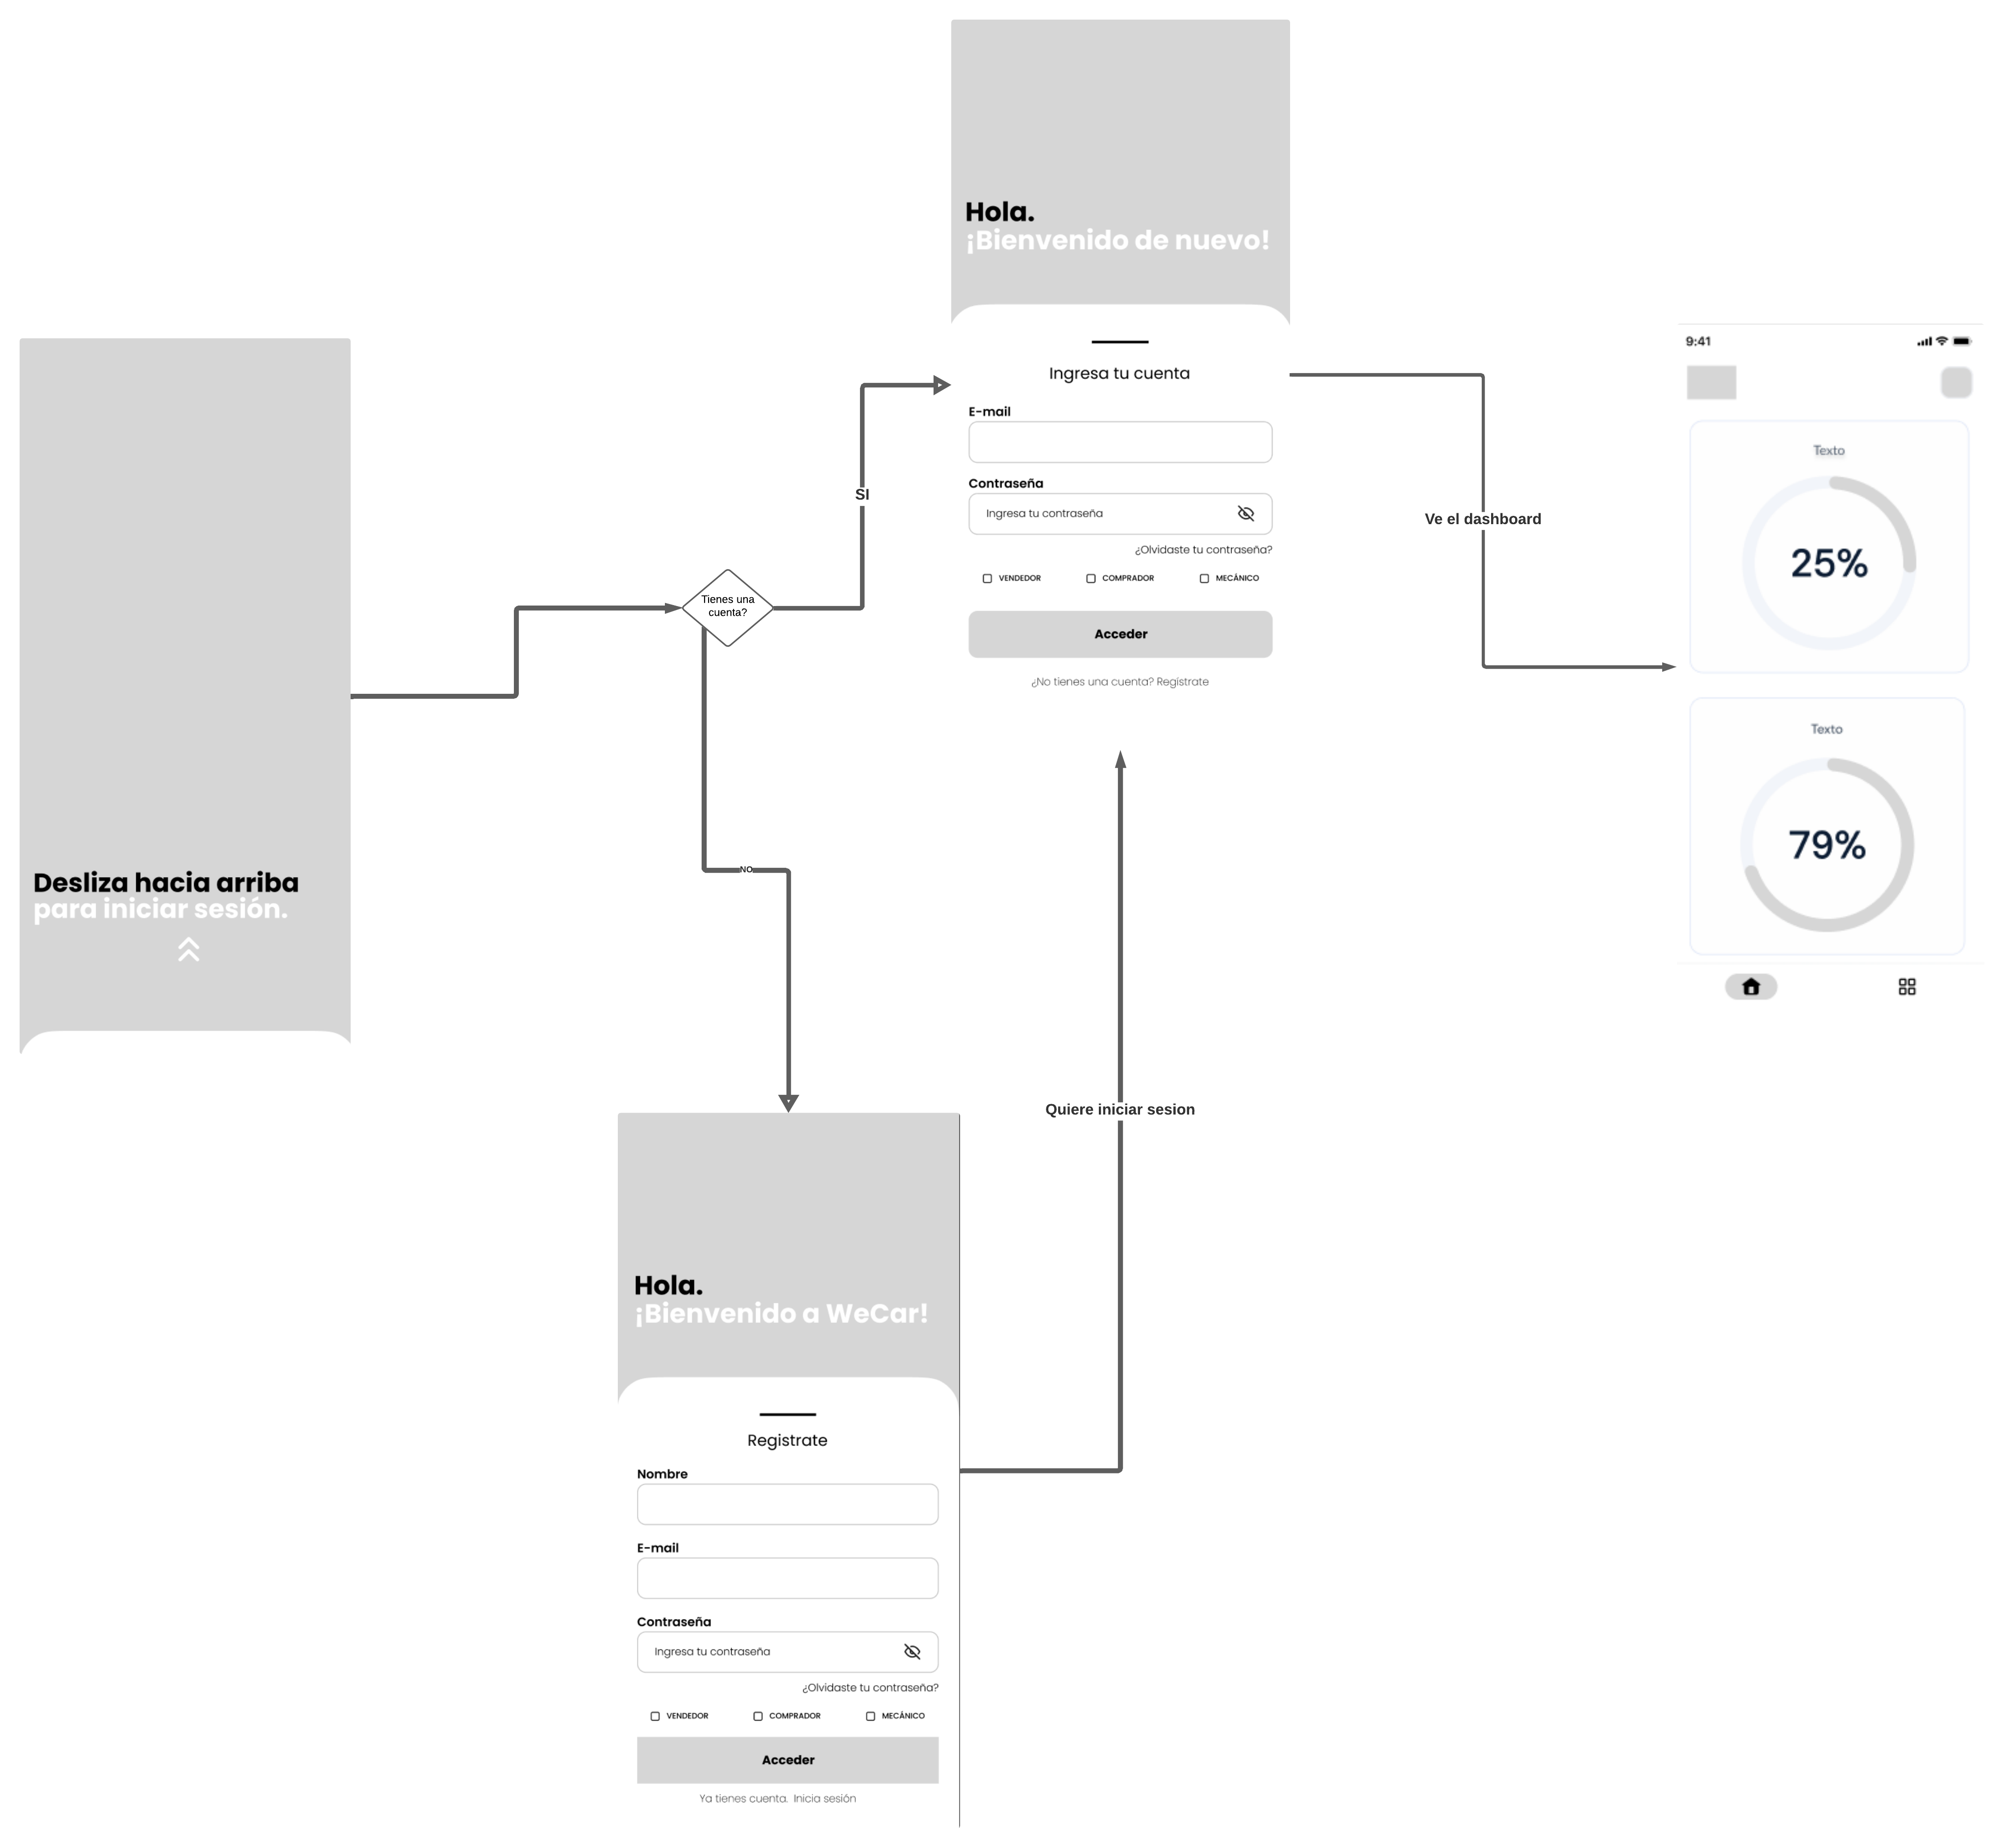 Desliza hacia arriba
para iniciar sesión.
Tienes una
cuenta?
SI
NO
Hola.
¡Bienvenido de nuevo!
Ingresa tu cuenta
E-mail
Contraseña
Ingresa tu contraseña
¿Olvidaste tu contraseña?
VENDEDOR COMPRADOR MECÁNICO
Acceder
¿No tienes una cuenta? Registrate
Ve el dashboard
9:41
Texto
25%
Texto
79%
Quiere iniciar sesion
Hola.
¡Bienvenido a WeCar!
Registrate
Nombre
E-mail
Contraseña
Ingresa tu contraseña
¿Olvidaste tu contraseña?
VENDEDOR COMPRADOR MECÁNICO
Acceder
Ya tienes cuenta. Inicia sesión